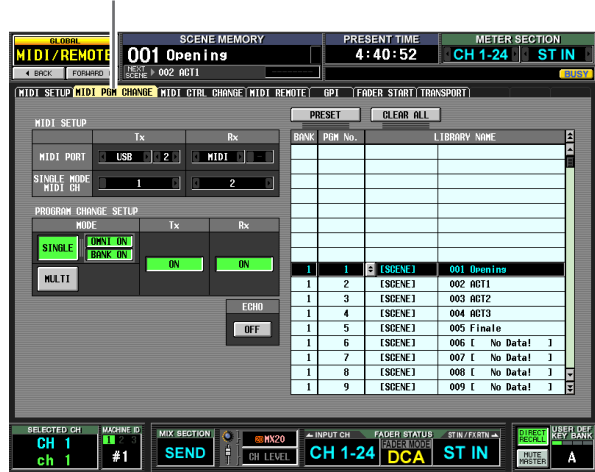 GLOBAL SCENE MEMORY PRESENT TIME METER SECTION
MIDI/REMOTE 001 Opening 4:40:52 CH 1-24 ST IN
BACK FORWARD NEXT SCENE 002 ACT1 BUSY
MIDI SETUP MIDI PGM CHANGE MIDI CTRL CHANGE MIDI REMOTE GPI FADER START TRANSPORT
PRESET CLEAR ALL
MIDI SETUP
Tx Rx BANK PGM No. LIBRARY NAME
MIDI PORT USB 2 MIDI -
SINGLE MODE MIDI CH 1 2
PROGRAM CHANGE SETUP
MODE Tx Rx
SINGLE OMNI ON
BANK ON
ON ON
MULTI
1 1 [SCENE] 001 Opening
1 2 [SCENE] 002 ACT1
1 3 [SCENE] 003 ACT2
1 4 [SCENE] 004 ACT3
1 5 [SCENE] 005 Finale
1 6 [SCENE] 006 [ No Data! ]
1 7 [SCENE] 007 [ No Data! ]
1 8 [SCENE] 008 [ No Data! ]
1 9 [SCENE] 009 [ No Data! ]
ECHO
OFF
SELECTED CH MACHINE ID MIX SECTION INPUT CH FADER STATUS ST IN/FXRTN DIRECT RECALL USER DEF KEY BANK
CH 1 1 2 3 SEND MX20 CH 1-24 FADER MODE ST IN
ch 1 #1 CH LEVEL DCA MUTE MASTER A